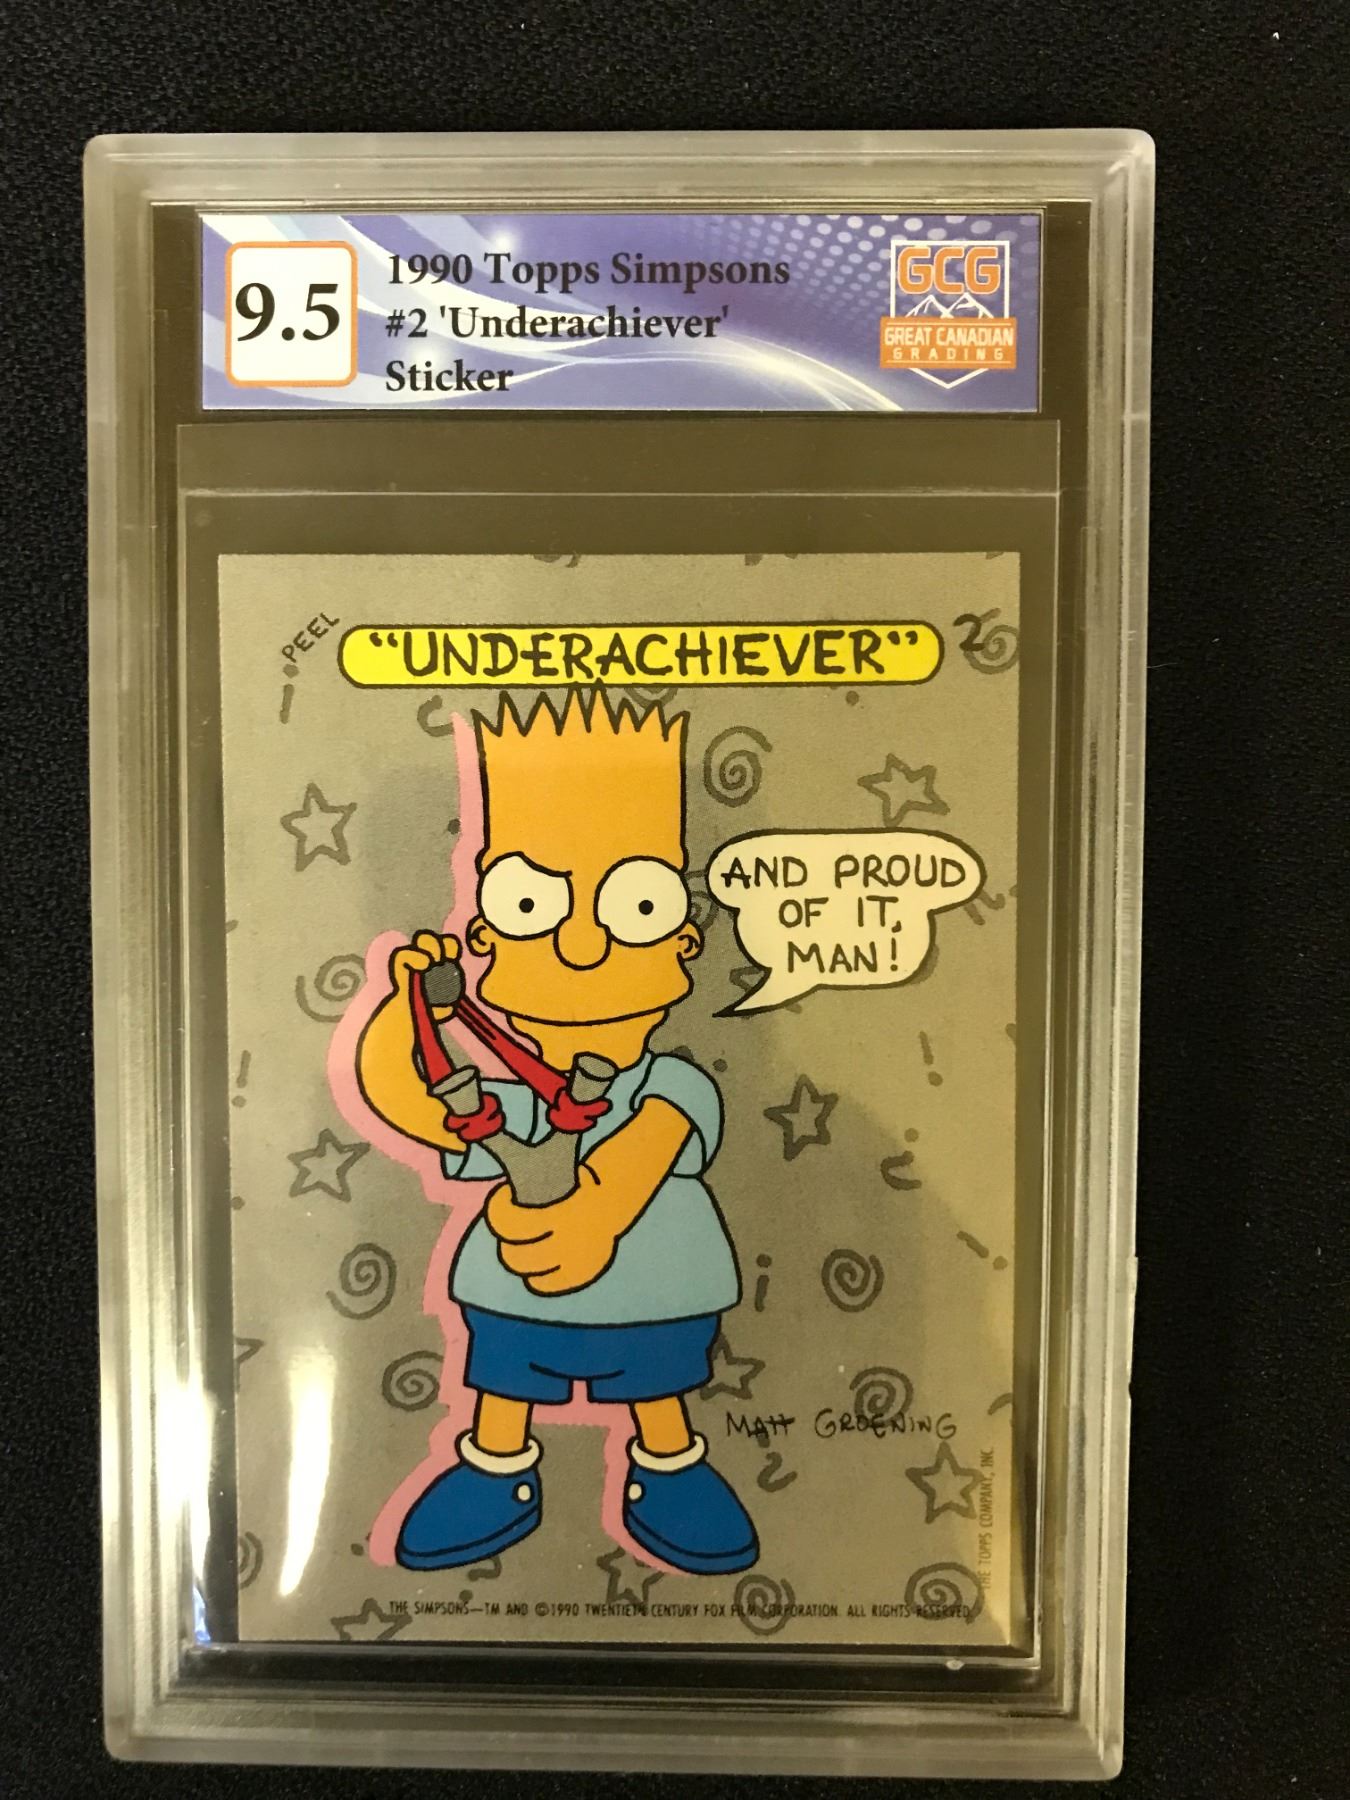 9.5
1990 Topps Simpsons
#2 'Underachiever'
Sticker
GCG
GREAT CANADIAN
GRADING
PEEL
"UNDERACHIEVER"
2
AND PROUD
OF IT,
MAN!
MATT GROENING
THE TOPPS COMPANY, INC.
THE SIMPSONS—TM AND ©1990 TWENTIETH CENTURY FOX FILM CORPORATION. ALL RIGHTS RESERVED.